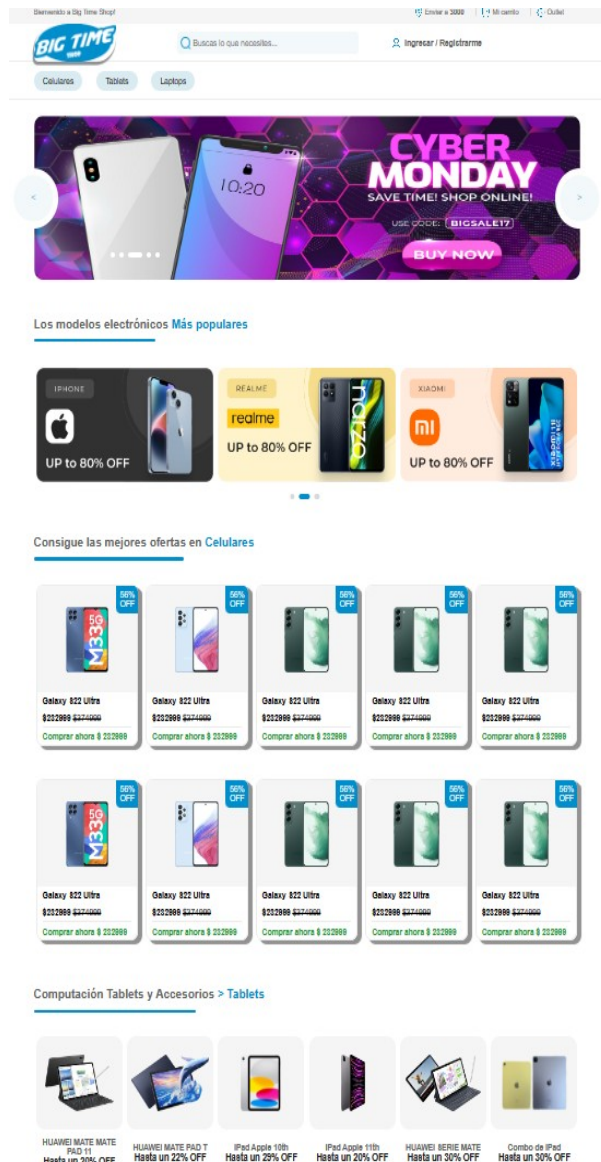 Bienvenido a Big Time Shop!
Enviar a 3000
Mi carrito
Outlet
BIG TIME
Buscas lo que necesites...
Ingresar / Registrarme
Celulares
Tablets
Laptops
10:20
CYBER
MONDAY
SAVE TIME! SHOP ONLINE!
USE CODE: BIGSALE17
BUY NOW
<
>
Los modelos electrónicos Más populares
IPHONE
UP to 80% OFF
REALME
realme
UP to 80% OFF
narzo
XIAOMI
mi
UP to 80% OFF
Consigue las mejores ofertas en Celulares
56%
OFF
5G
M33
Galaxy S22 Ultra
$232999 $374999
Comprar ahora $ 232999
56%
OFF
Galaxy S22 Ultra
$232999 $374999
Comprar ahora $ 232999
56%
OFF
Galaxy S22 Ultra
$232999 $374999
Comprar ahora $ 232999
56%
OFF
Galaxy S22 Ultra
$232999 $374999
Comprar ahora $ 232999
56%
OFF
Galaxy S22 Ultra
$232999 $374999
Comprar ahora $ 232999
56%
OFF
5G
M33
Galaxy S22 Ultra
$232999 $374999
Comprar ahora $ 232999
56%
OFF
Galaxy S22 Ultra
$232999 $374999
Comprar ahora $ 232999
56%
OFF
Galaxy S22 Ultra
$232999 $374999
Comprar ahora $ 232999
56%
OFF
Galaxy S22 Ultra
$232999 $374999
Comprar ahora $ 232999
56%
OFF
Galaxy S22 Ultra
$232999 $374999
Comprar ahora $ 232999
Computación Tablets y Accesorios > Tablets
HUAWEI MATE MATE
PAD 11
Hasta un 20% OFF
HUAWEI MATE PAD T
Hasta un 22% OFF
IPad Apple 10th
Hasta un 25% OFF
IPad Apple 11th
Hasta un 20% OFF
HUAWEI SERIE MATE
Hasta un 30% OFF
Combo de IPad
Hasta un 30% OFF